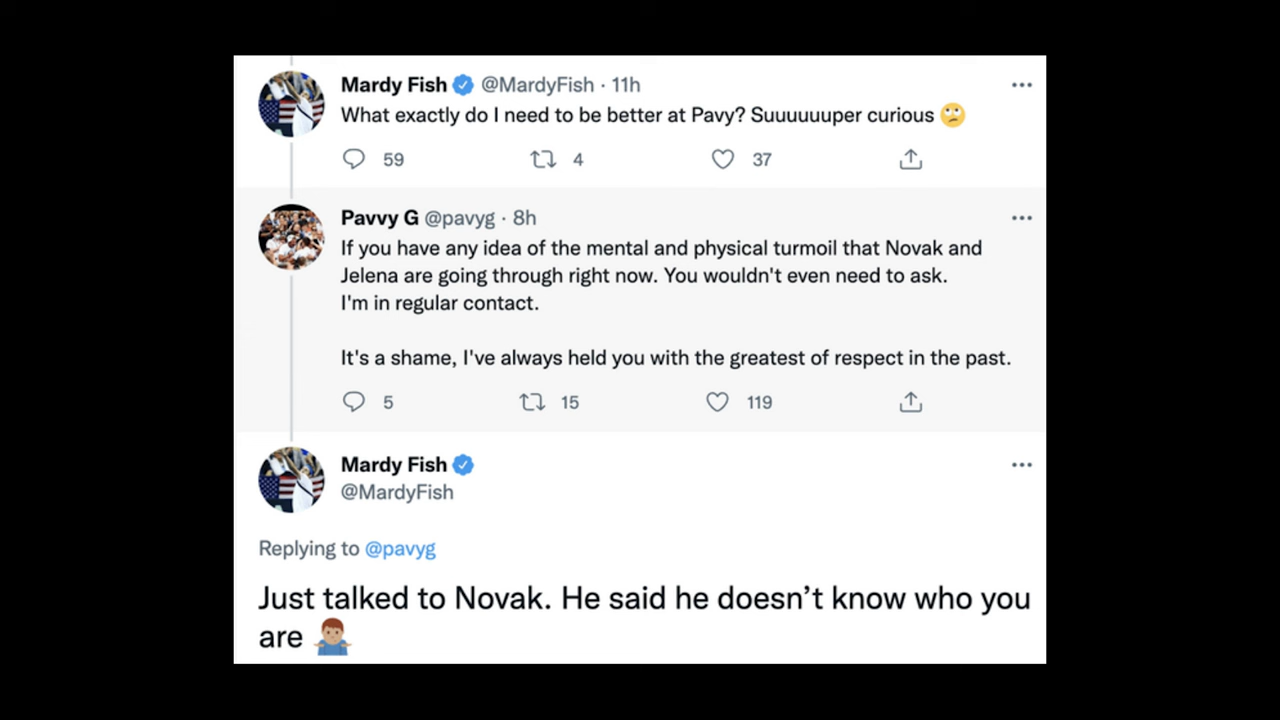 Mardy Fish @MardyFish · 11h
What exactly do I need to be better at Pavy? Suuuuuuper curious 🙄
59 4 37
Pavvy G @pavyg · 8h
If you have any idea of the mental and physical turmoil that Novak and
Jelena are going through right now. You wouldn't even need to ask.
I'm in regular contact.
It's a shame, I've always held you with the greatest of respect in the past.
5 15 119
Mardy Fish
@MardyFish
Replying to @pavyg
Just talked to Novak. He said he doesn’t know who you
are 🤷🏽‍♂️